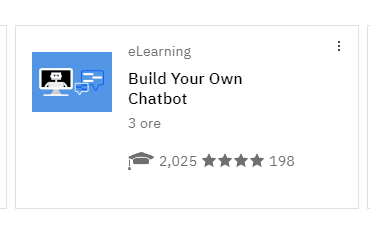 eLearning
Build Your Own
Chatbot
3 ore
2,025 198